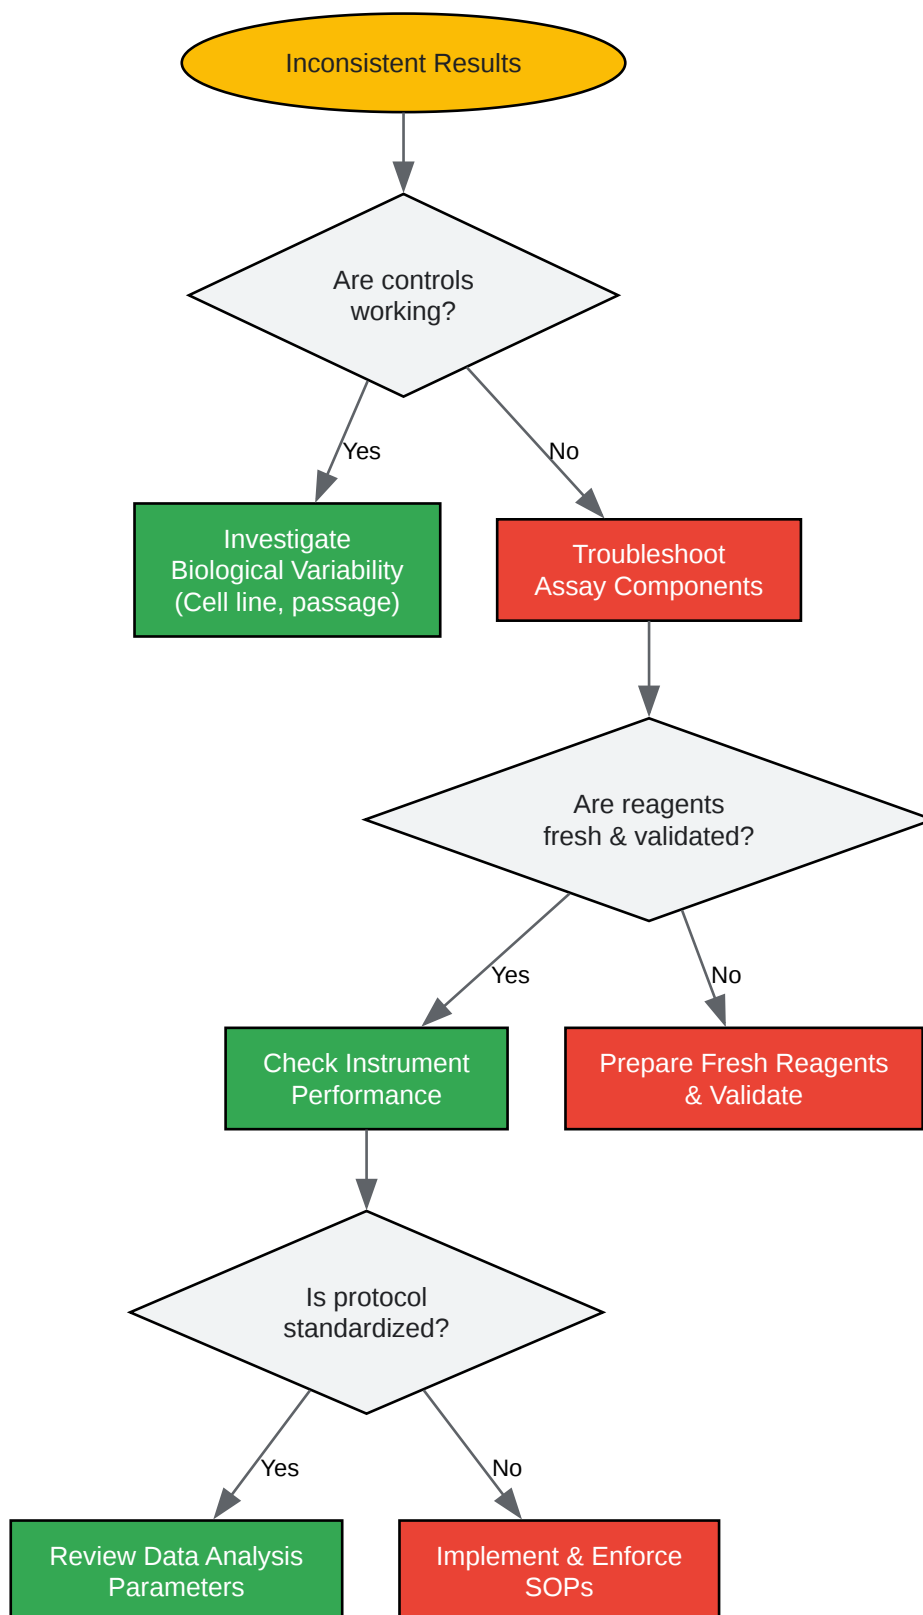 Inconsistent Results
Are controls
working?
Yes
No
Investigate
Biological Variability
(Cell line, passage)
Troubleshoot
Assay Components
Are reagents
fresh & validated?
Yes
No
Check Instrument
Performance
Prepare Fresh Reagents
& Validate
Is protocol
standardized?
Yes
No
Review Data Analysis
Parameters
Implement & Enforce
SOPs